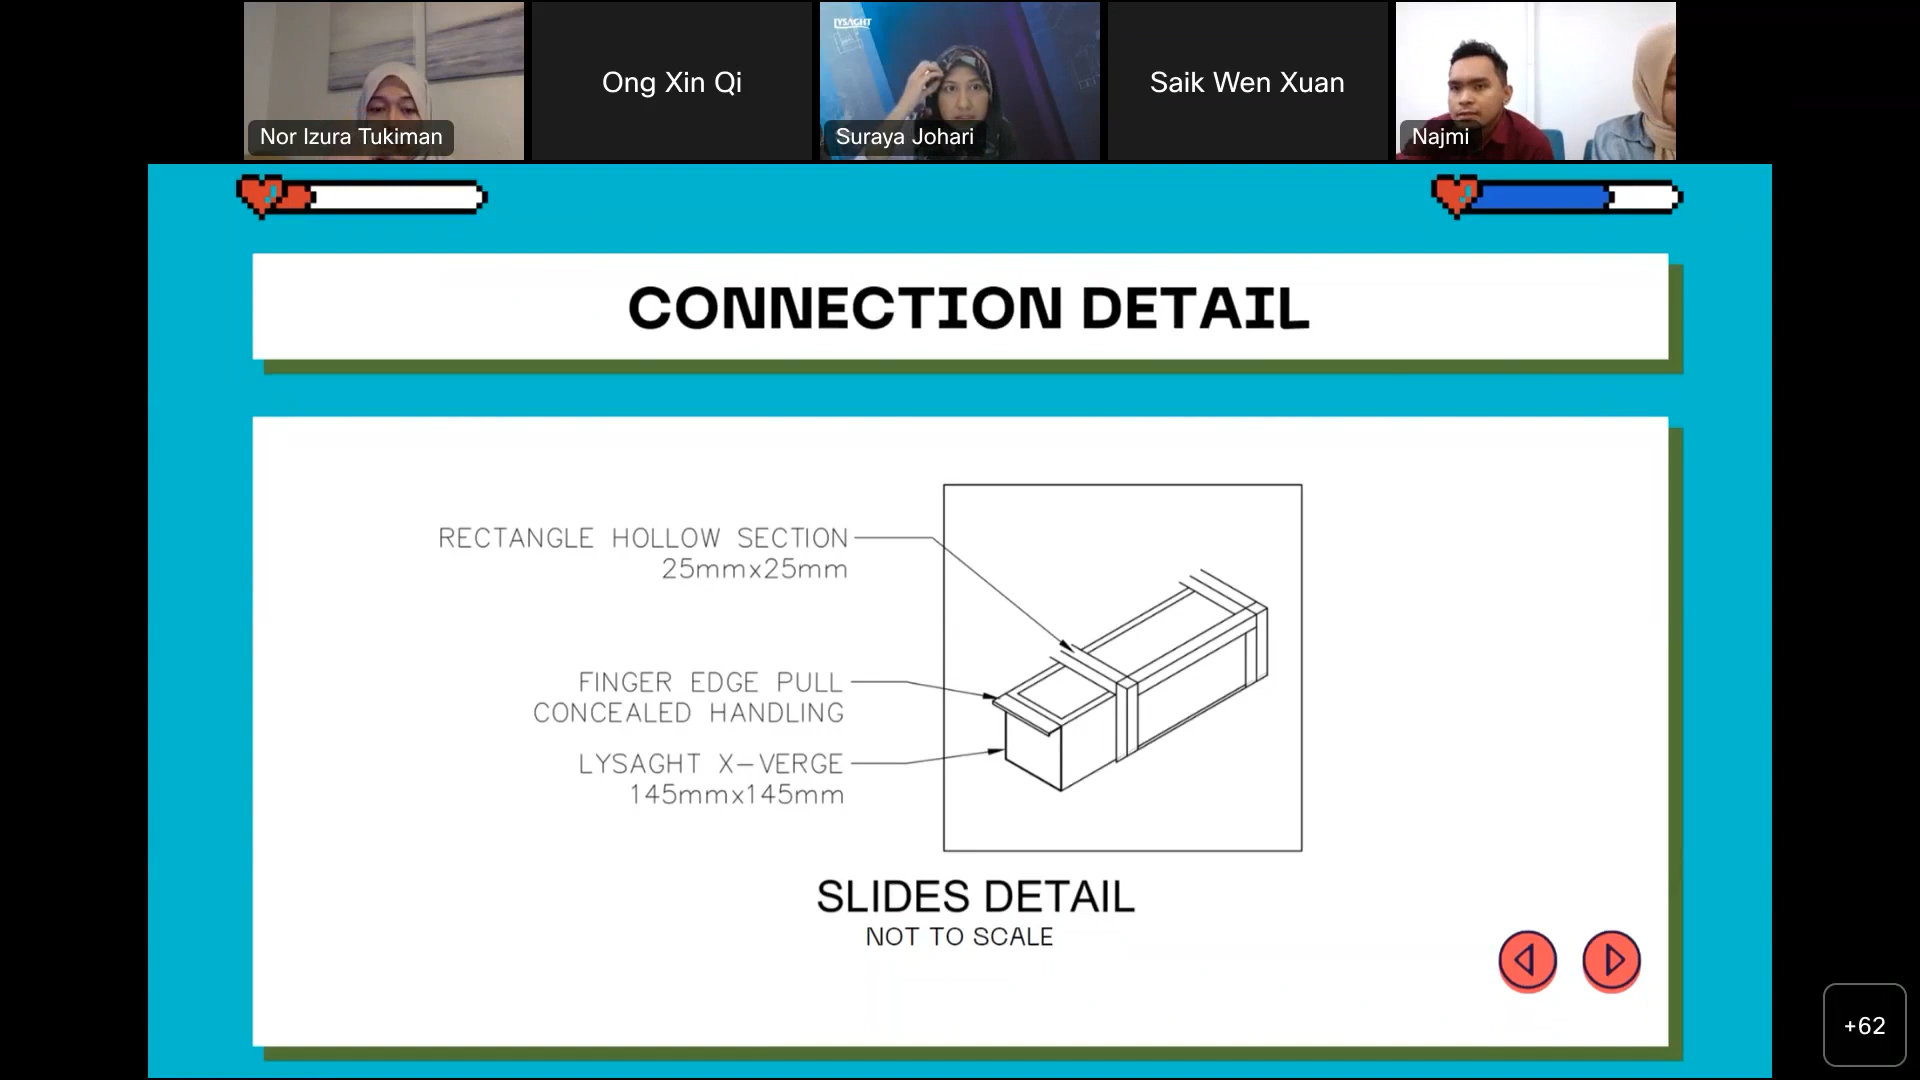 LYSAGHT
Nor Izura Tukiman
Ong Xin Qi
Suraya Johari
Saik Wen Xuan
Najmi
CONNECTION DETAIL
RECTANGLE HOLLOW SECTION
25mmx25mm
FINGER EDGE PULL
CONCEALED HANDLING
LYSAGHT X-VERGE
145mmx145mm
SLIDES DETAIL
NOT TO SCALE
+62